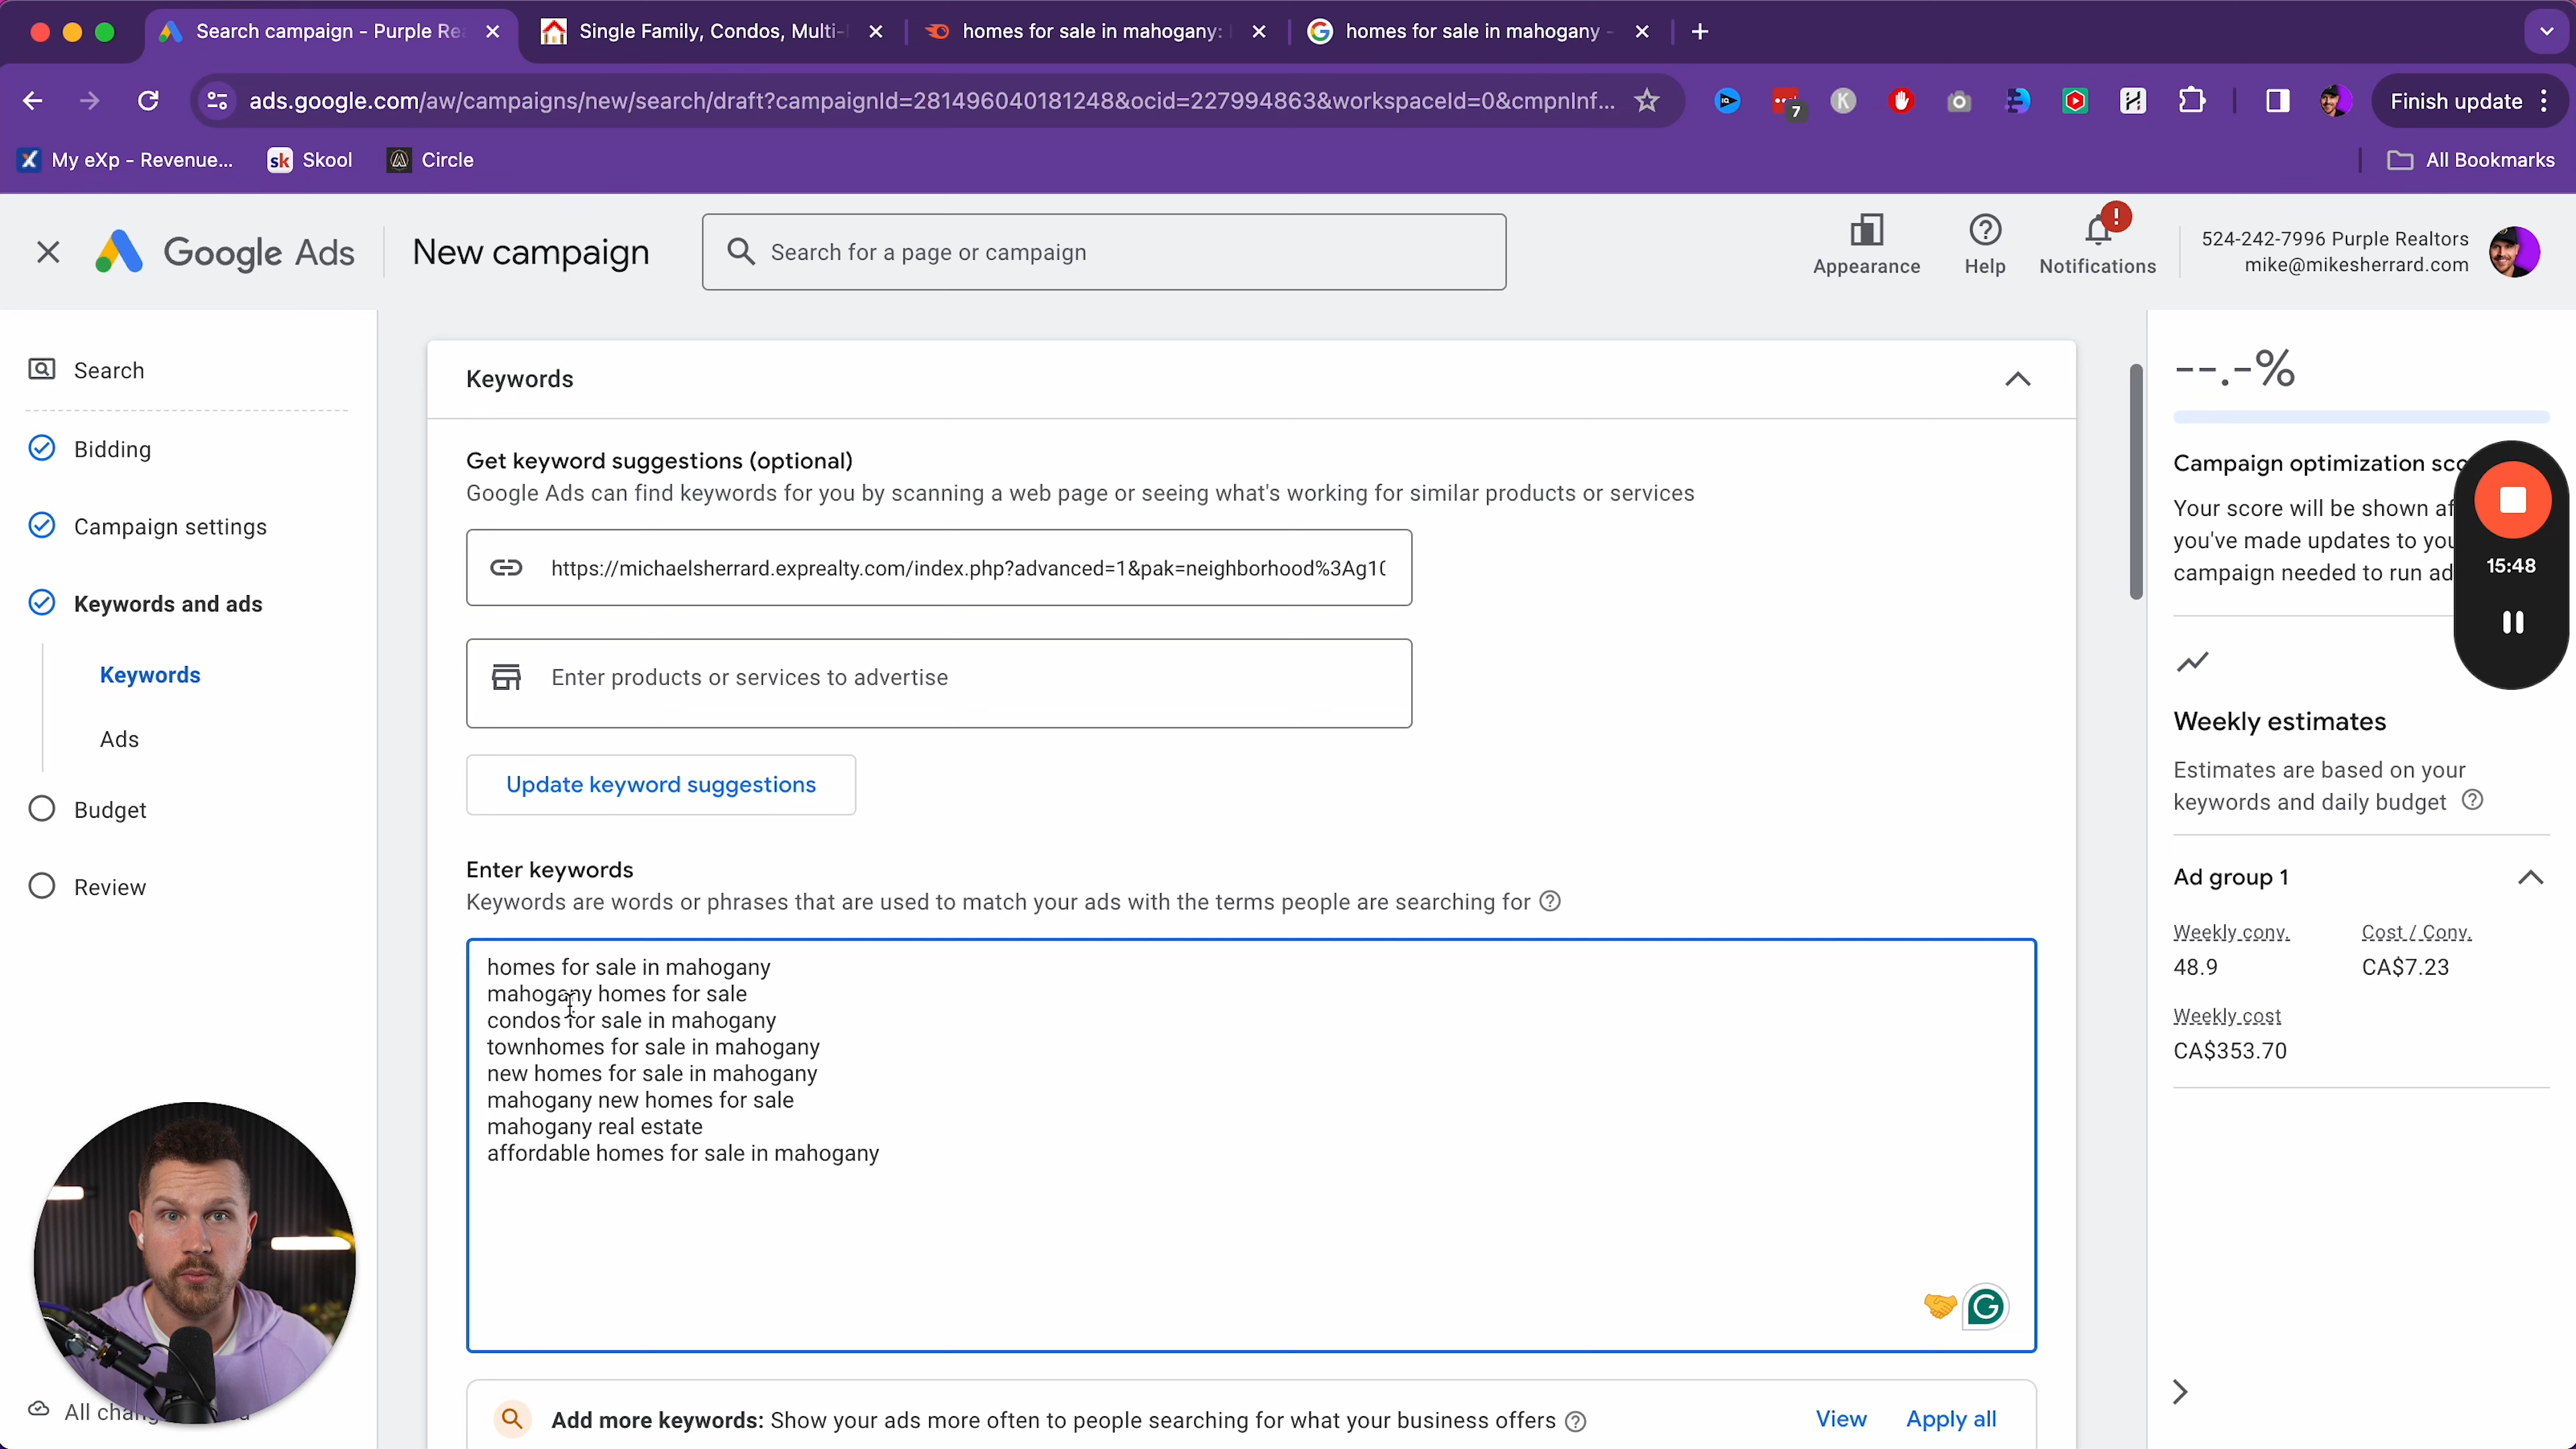 Search campaign - Purple Rea
Single Family, Condos, Multi-
homes for sale in mahogany:
homes for sale in mahogany -
ads.google.com/aw/campaigns/new/search/draft?campaignId=281496040181248&ocid=227994863&workspaceId=0&cmpnInf...
7
K
Finish update
My eXp - Revenue...
sk Skool
Circle
All Bookmarks
Google Ads
New campaign
Search for a page or campaign
Appearance
Help
Notifications
524-242-7996 Purple Realtors
mike@mikesherrard.com
Search
Bidding
Campaign settings
Keywords and ads
Keywords
Ads
Budget
Review
Keywords
Get keyword suggestions (optional)
Google Ads can find keywords for you by scanning a web page or seeing what's working for similar products or services
https://michaelsherrard.exprealty.com/index.php?advanced=1&pak=neighborhood%3Ag1(
Enter products or services to advertise
Update keyword suggestions
Enter keywords
Keywords are words or phrases that are used to match your ads with the terms people are searching for
homes for sale in mahogany
mahogany homes for sale
condos for sale in mahogany
townhomes for sale in mahogany
new homes for sale in mahogany
mahogany new homes for sale
mahogany real estate
affordable homes for sale in mahogany
Add more keywords: Show your ads more often to people searching for what your business offers
View
Apply all
--.-%
Campaign optimization sco
Your score will be shown af
you've made updates to you
campaign needed to run ad
15:48
Weekly estimates
Estimates are based on your
keywords and daily budget
Ad group 1
Weekly conv.
Cost / Conv.
48.9
CA$7.23
Weekly cost
CA$353.70
All chang